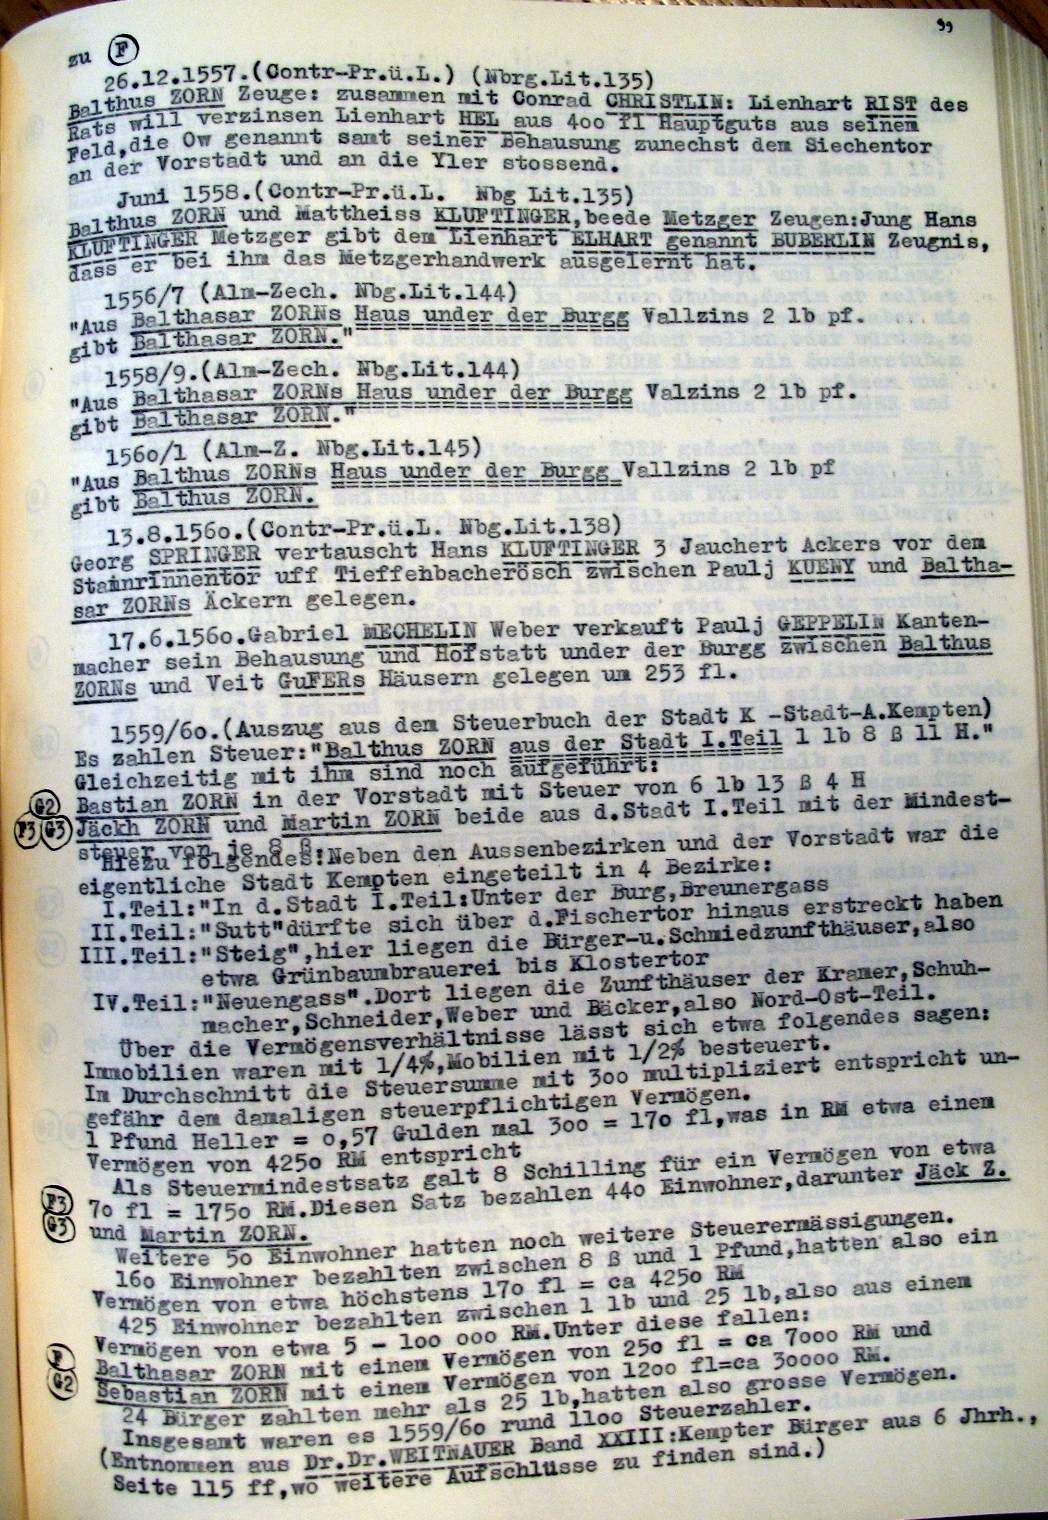 99
zu F
26.12.1557.(Contr-Pr.ü.L.) (Nbrg.Lit.135)
Balthus ZORN Zeuge: zusammen mit Conrad CHRISTLIN: Lienhart RIST des
Rats will verzinsen Lienhart HEL aus 4oo fl Hauptguts aus seinem
Feld,die Ow genannt samt seiner Behausung zunechst dem Siechentor
an der Vorstadt und an die Yler stossend.
Juni 1558.(Contr-Pr.ü.L. Nbg Lit.135)
Balthus ZORN und Mattheiss KLUFTINGER,beede Metzger Zeugen:Jung Hans
KLUFTINGER Metzger gibt dem Lienhart ELHART genannt BUBERLIN Zeugnis,
dass er bei ihm das Metzgerhandwerk ausgelernt hat.
1556/7 (Alm-Zech. Nbg.Lit.144)
"Aus Balthasar ZORNs Haus under der Burgg Vallzins 2 lb pf.
gibt Balthasar ZORN."
1558/9.(Alm-Zech. Nbg.Lit.144)
"Aus Balthasar ZORNs Haus under der Burgg Valzins 2 lb pf.
gibt Balthasar ZORN."
156o/1 (Alm-Z. Nbg.Lit.145)
"Aus Balthus ZORNs Haus under der Burgg Vallzins 2 lb pf
gibt Balthus ZORN.
13.8.156o.(Contr-Pr.ü.L. Nbg.Lit.138)
Georg SPRINGER vertauscht Hans KLUFTINGER 3 Jauchert Ackers vor dem
Stainrinnentor uff Tieffenbacherösch zwischen Paulj KUENY und Baltha-
sar ZORNs Äckern gelegen.
17.6.156o.Gabriel MECHELIN Weber verkauft Paulj GEPPELIN Kanten-
macher sein Behausung und Hofstatt under der Burgg zwischen Balthus
ZORNs und Veit GuFERs Häusern gelegen um 253 fl.
1559/6o.(Auszug aus dem Steuerbuch der Stadt K -Stadt-A.Kempten)
Es zahlen Steuer:"Balthus ZORN aus der Stadt I.Teil 1 lb 8 ß 11 H."
Gleichzeitig mit ihm sind noch aufgeführt:
G2 Bastian ZORN in der Vorstadt mit Steuer von 6 lb 13 ß 4 H
F3 G3 Jäckh ZORN und Martin ZORN beide aus d.Stadt I.Teil mit der Mindest-
steuer von je 8 ß.
Hiezu folgendes:Neben den Aussenbezirken und der Vorstadt war die
eigentliche Stadt Kempten eingeteilt in 4 Bezirke:
I.Teil:"In d.Stadt I.Teil:Unter der Burg,Breunergass
II.Teil:"Sutt"dürfte sich über d.Fischertor hinaus erstreckt haben
III.Teil:"Steig",hier liegen die Bürger-u.Schmiedzunfthäuser,also
etwa Grünbaumbrauerei bis Klostertor
IV.Teil:"Neuengass".Dort liegen die Zunfthäuser der Kramer,Schuh-
macher,Schneider,Weber und Bäcker,also Nord-Ost-Teil.
Über die Vermögensverhältnisse lässt sich etwa folgendes sagen:
Immobilien waren mit 1/4%,Mobilien mit 1/2% besteuert.
Im Durchschnitt die Steuersumme mit 3oo multipliziert entspricht un-
gefähr dem damaligen steuerpflichtigen Vermögen.
1 Pfund Heller = o,57 Gulden mal 3oo = 17o fl,was in RM etwa einem
Vermögen von 425o RM entspricht
Als Steuermindestsatz galt 8 Schilling für ein Vermögen von etwa
7o fl = 175o RM.Diesen Satz bezahlen 44o Einwohner,darunter Jäck Z.
F3 G3 und Martin ZORN.
Weitere 5o Einwohner hatten noch weitere Steuerermässigungen.
16o Einwohner bezahlten zwischen 8 ß und 1 Pfund,hatten also ein
Vermögen von etwa höchstens 17o fl = ca 425o RM
425 Einwohner bezahlten zwischen 1 lb und 25 lb,also aus einem
Vermögen von etwa 5 - 1oo ooo RM.Unter diese fallen:
F Balthasar ZORN mit einem Vermögen von 25o fl = ca 7ooo RM und
G2 Sebastian ZORN mit einem Vermögen von 12oo fl=ca 3oooo RM.
24 Bürger zahlten mehr als 25 lb,hatten also grosse Vermögen.
Insgesamt waren es 1559/6o rund 11oo Steuerzahler.
(Entnommen aus Dr.Dr.WEITNAUER Band XXIII:Kempter Bürger aus 6 Jhrh.,
Seite 115 ff,wo weitere Aufschlüsse zu finden sind.)